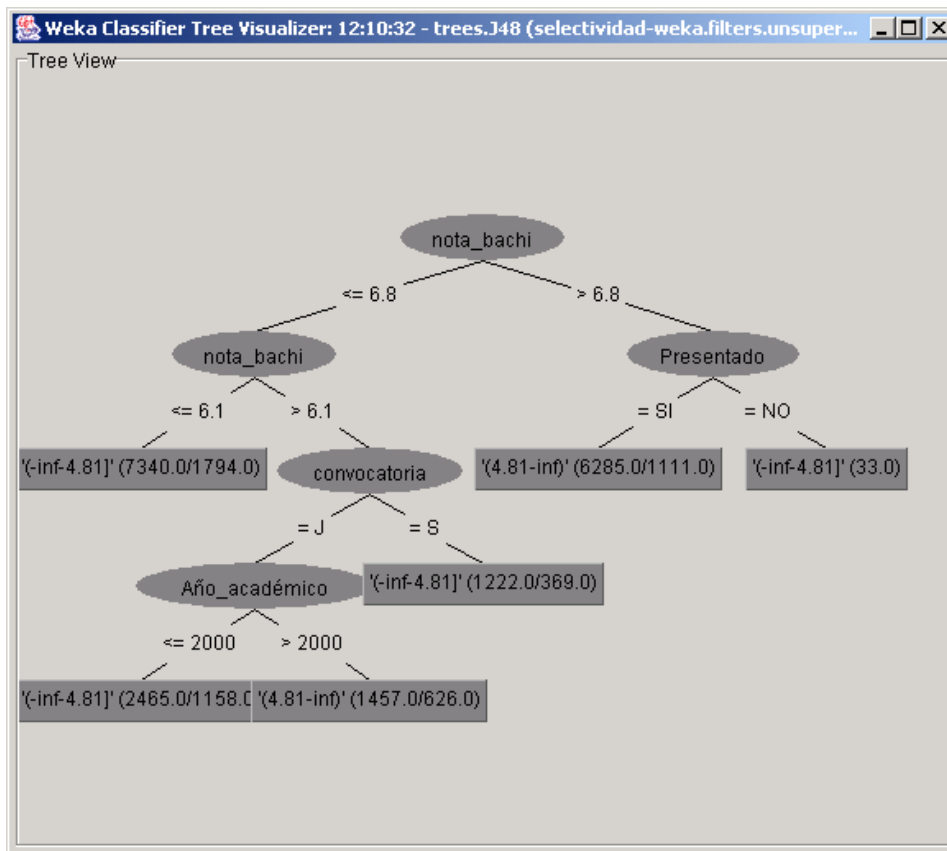 Weka Classifier Tree Visualizer: 12:10:32 - trees.J48 (selectividad-weka.filters.unsuper...
Tree View
nota_bachi
<= 6.8 > 6.8
nota_bachi Presentado
<= 6.1 > 6.1 = SI = NO
'(-inf-4.81]' (7340.0/1794.0) convocatoria '(4.81-inf)' (6285.0/1111.0) '(-inf-4.81]' (33.0)
= J = S
Año_académico '(-inf-4.81]' (1222.0/369.0)
<= 2000 > 2000
'(-inf-4.81]' (2465.0/1158.0 '(4.81-inf)' (1457.0/626.0)